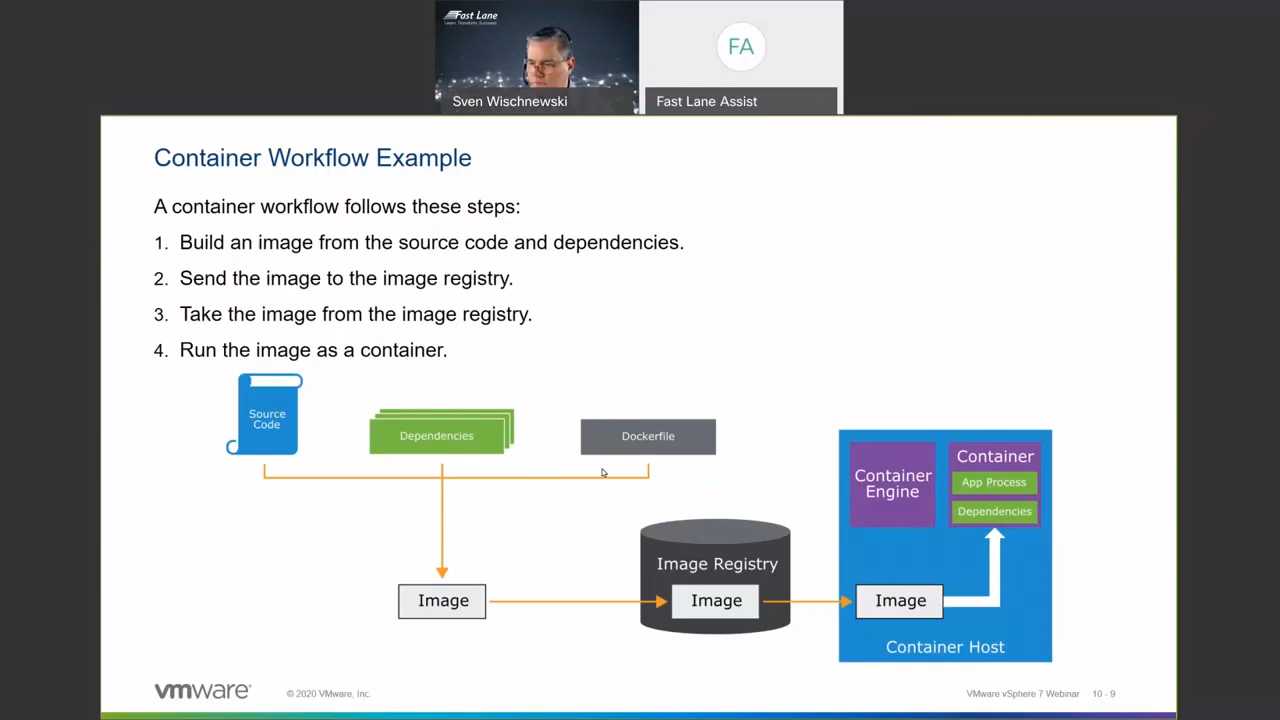 Fast Lane
Learn. Transform. Succeed.
FA
Sven Wischnewski
Fast Lane Assist
Container Workflow Example
A container workflow follows these steps:
1. Build an image from the source code and dependencies.
2. Send the image to the image registry.
3. Take the image from the image registry.
4. Run the image as a container.
Source
Code
Dependencies
Dockerfile
Container
Engine
Container
App Process
Dependencies
Image Registry
Image
Image
Image
Container Host
vmware®
© 2020 VMware, Inc.
VMware vSphere 7 Webinar 10 - 9